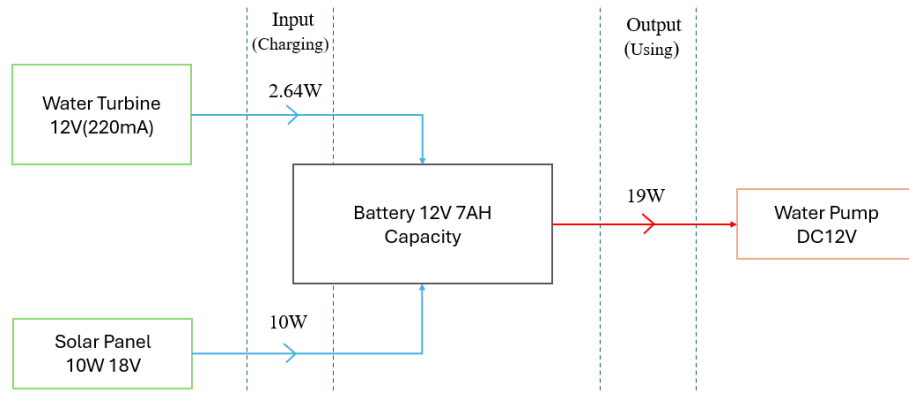 Input
(Charging)
Output
(Using)
2.64W
Water Turbine
12V(220mA)
Battery 12V 7AH
Capacity
19W
Water Pump
DC12V
10W
Solar Panel
10W 18V